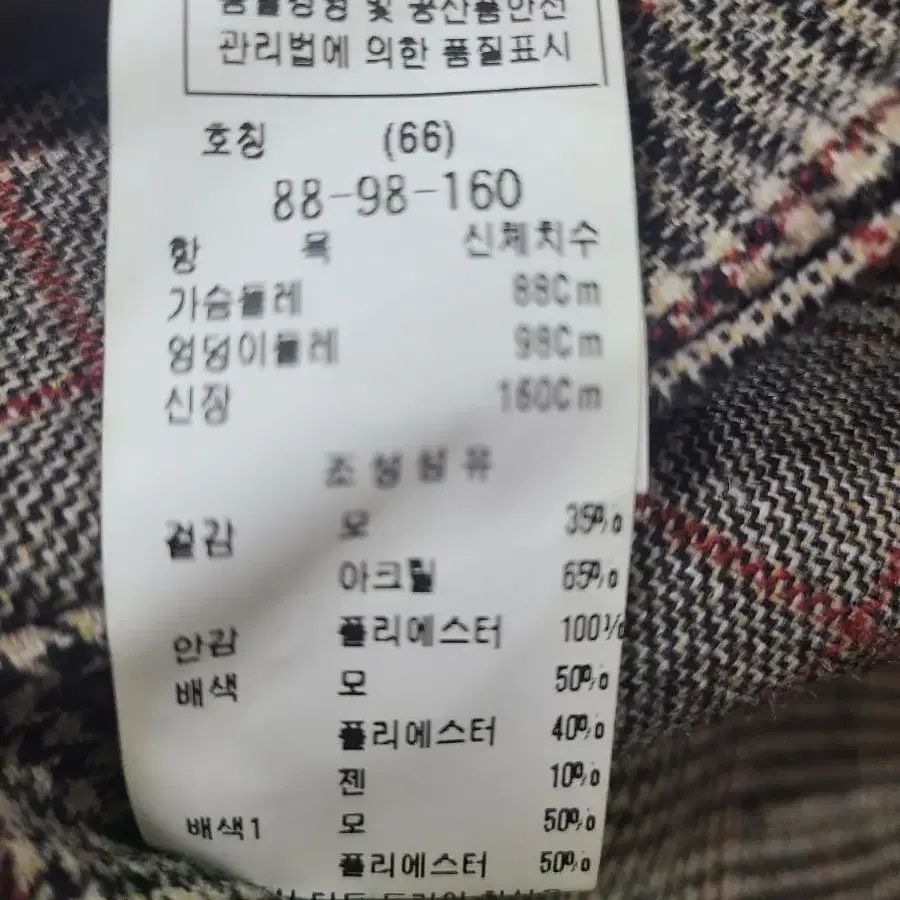 관리법에 의한 품질표시
호칭 (66)
88-98-160
항 목 신체치수
가슴둘레 88Cm
엉덩이둘레 98Cm
신장 160Cm
조성섬유
겉감 모 35%
아크릴 65%
안감 폴리에스터 100%
배색 모 50%
폴리에스터 40%
젠 10%
배색1 모 50%
폴리에스터 50%